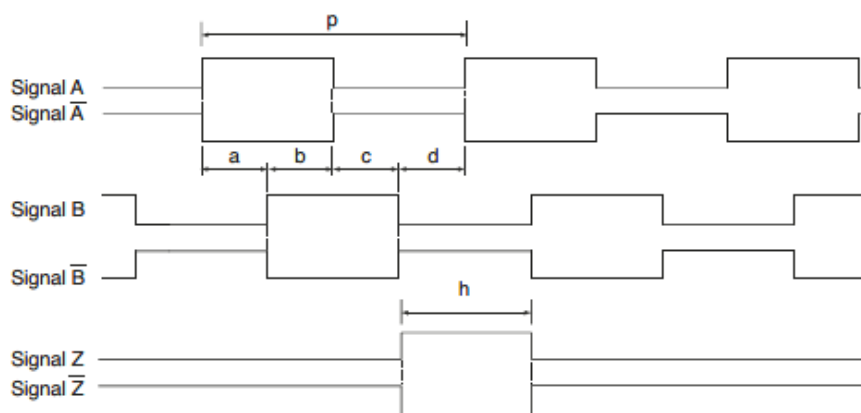 p
Signal A
Signal A̅
a b c d
Signal B
Signal B̅
h
Signal Z
Signal Z̅